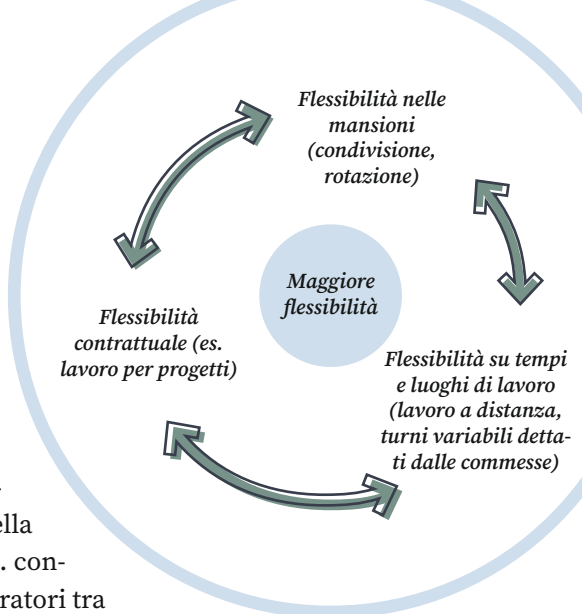 Flessibilità nelle
mansioni
(condivisione,
rotazione)
Maggiore
flessibilità
Flessibilità
contrattuale (es.
lavoro per progetti)
Flessibilità su tempi
e luoghi di lavoro
(lavoro a distanza,
turni variabili detta-
ti dalle commesse)
ella
. con-
ratori tra